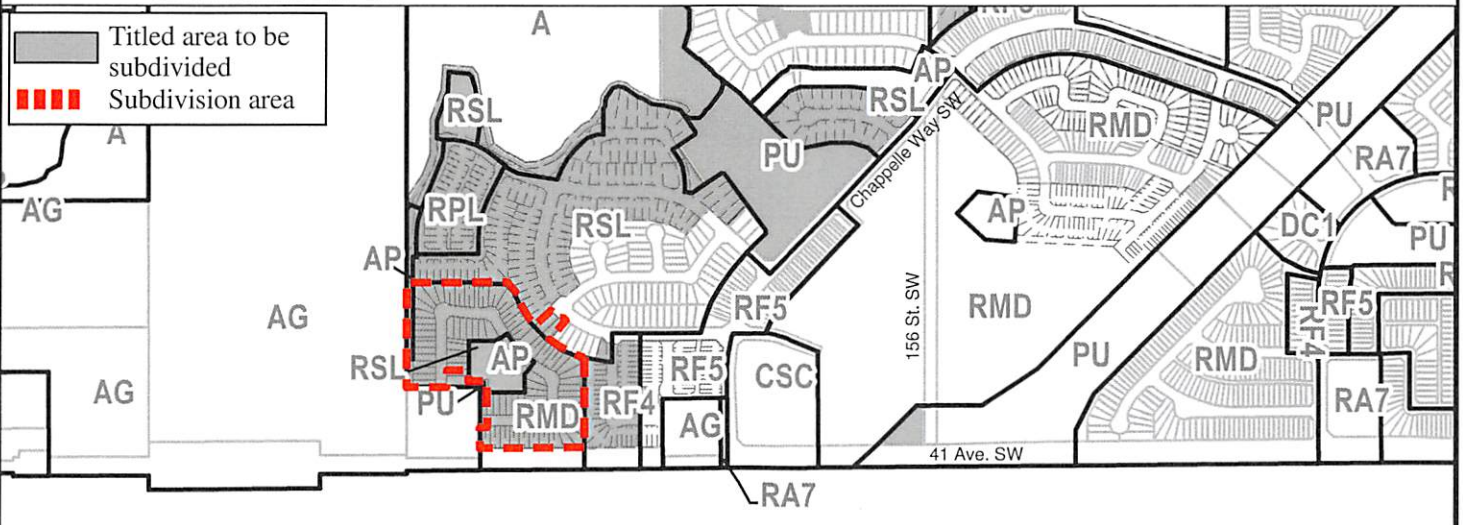 Titled area to be
subdivided
Subdivision area
A
A
AG
AG
AG
RSL
RPL
AP
RSL
RSL
PU
AP
RMD
RF4
RF5
AG
CSC
RA7
RF5
PU
RSL
AP
Chappelle Way SW
RMD
AP
156 St. SW
RMD
41 Ave. SW
PU
PU
RA7
DC1
PU
RF4
RF5
RMD
RA7